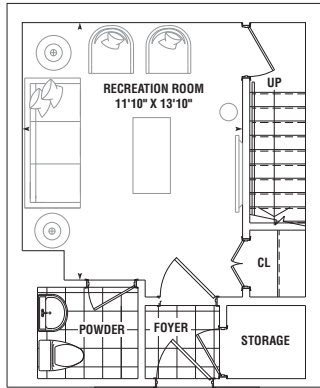 UP
RECREATION ROOM
11'10" X 13'10"
CL
POWDER
FOYER
STORAGE